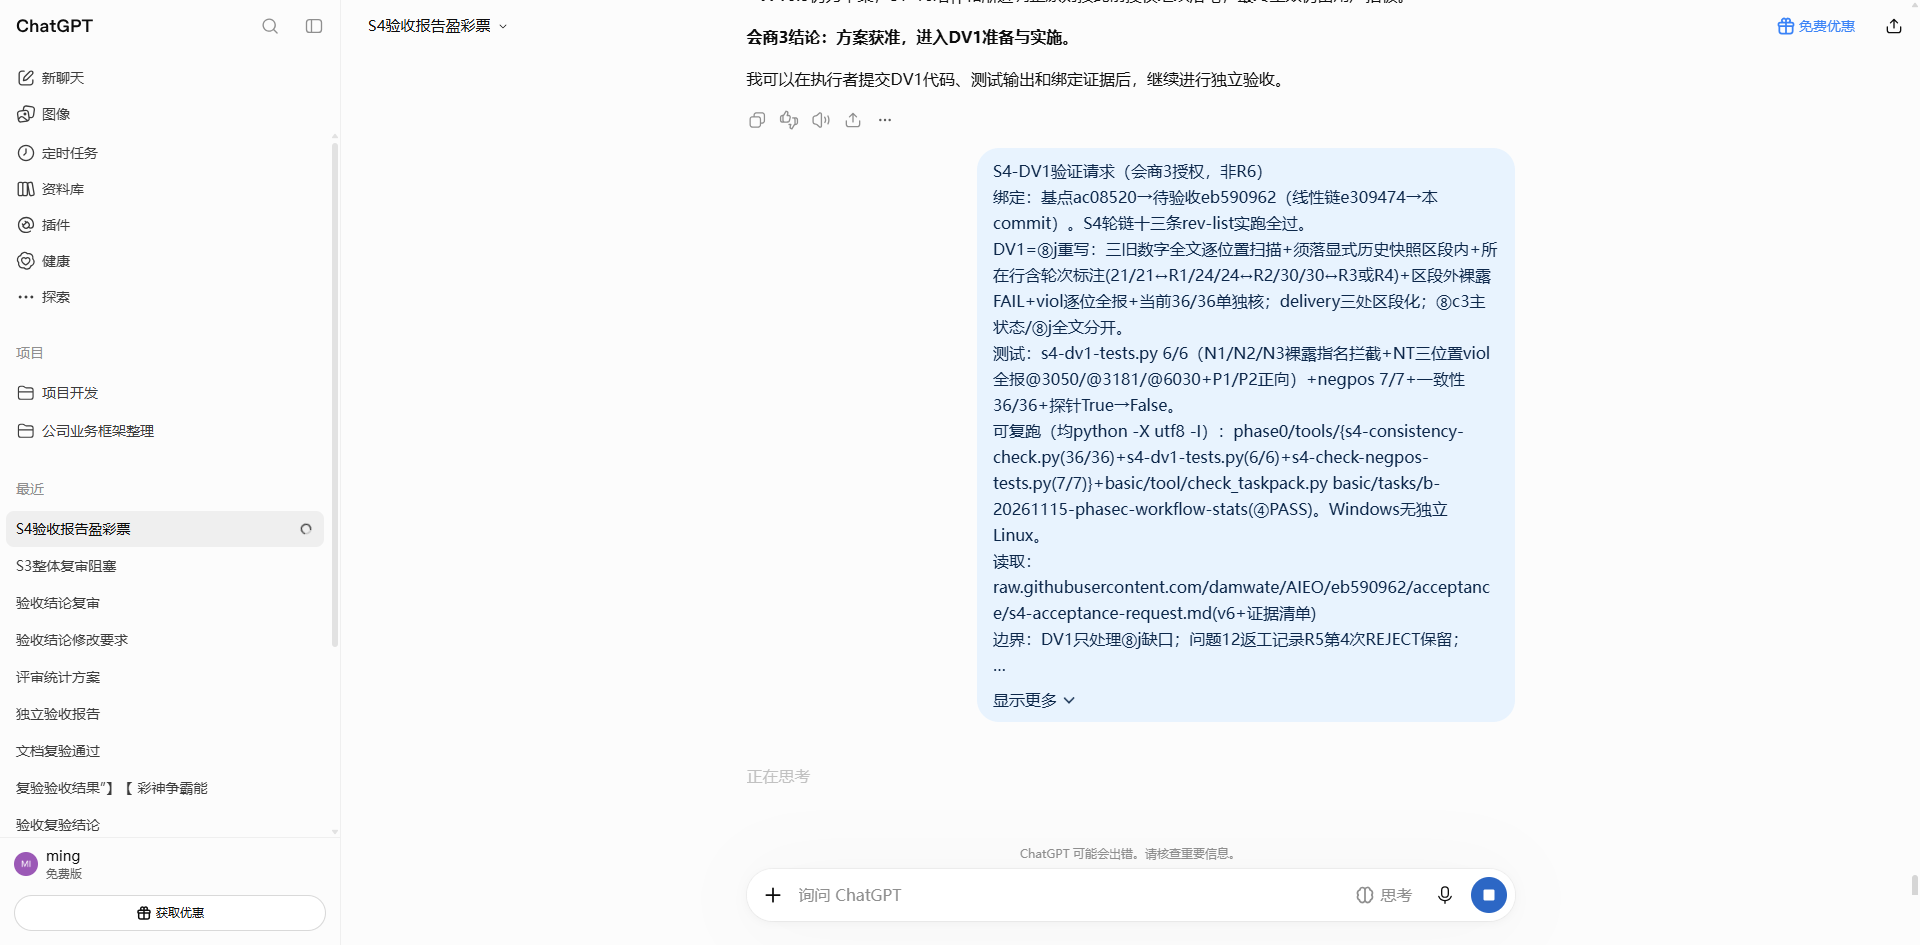 ChatGPT
新聊天
图像
定时任务
资料库
插件
健康
探索
项目
项目开发
公司业务框架整理
最近
S4验收报告盈彩票
S3整体复审阻塞
验收结论复审
验收结论修改要求
评审统计方案
独立验收报告
文档复验通过
复验验收结果”】【 彩神争霸能
验收复验结论
MI
ming
免费版
获取优惠
S4验收报告盈彩票
免费优惠
会商3结论：方案获准，进入DV1准备与实施。
我可以在执行者提交DV1代码、测试输出和绑定证据后，继续进行独立验收。
S4-DV1验证请求（会商3授权，非R6）
绑定：基点ac08520→待验收eb590962（线性链e309474→本
commit）。S4轮链十三条rev-list实跑全过。
DV1=⑧j重写：三旧数字全文逐位置扫描+须落显式历史快照区段内+所
在行含轮次标注(21/21↔R1/24/24↔R2/30/30↔R3或R4)+区段外裸露
FAIL+viol逐位全报+当前36/36单独核；delivery三处区段化；⑧c3主
状态/⑧j全文分开。
测试：s4-dv1-tests.py 6/6（N1/N2/N3裸露指名拦截+NT三位置viol
全报@3050/@3181/@6030+P1/P2正向）+negpos 7/7+一致性
36/36+探针True→False。
可复跑（均python -X utf8 -I）：phase0/tools/{s4-consistency-
check.py(36/36)+s4-dv1-tests.py(6/6)+s4-check-negpos-
tests.py(7/7)}+basic/tool/check_taskpack.py basic/tasks/b-
20261115-phasec-workflow-stats(④PASS)。Windows无独立
Linux。
读取：
raw.githubusercontent.com/damwate/AIEO/eb590962/acceptanc
e/s4-acceptance-request.md(v6+证据清单)
边界：DV1只处理⑧j缺口；问题12返工记录R5第4次REJECT保留；
...
显示更多
正在思考
ChatGPT 可能会出错。请核查重要信息。
询问 ChatGPT
思考